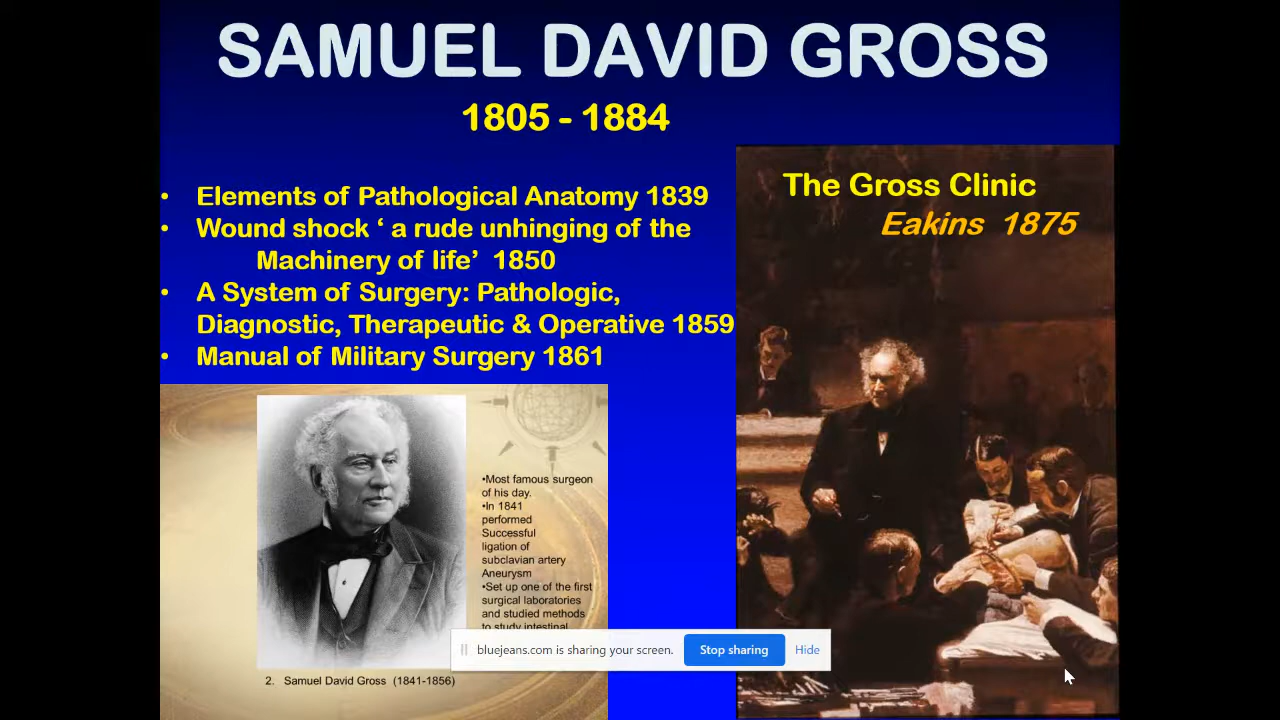 SAMUEL DAVID GROSS
1805 - 1884
• Elements of Pathological Anatomy 1839
• Wound shock ‘ a rude unhinging of the
Machinery of life’ 1850
• A System of Surgery: Pathologic,
Diagnostic, Therapeutic & Operative 1859
• Manual of Military Surgery 1861
The Gross Clinic
Eakins 1875
•Most famous surgeon
of his day.
•In 1841
performed
Successful
ligation of
subclavian artery
Aneurysm
•Set up one of the first
surgical laboratories
and studied methods
to study intestinal
2. Samuel David Gross (1841-1856)
bluejeans.com is sharing your screen.
Stop sharing
Hide